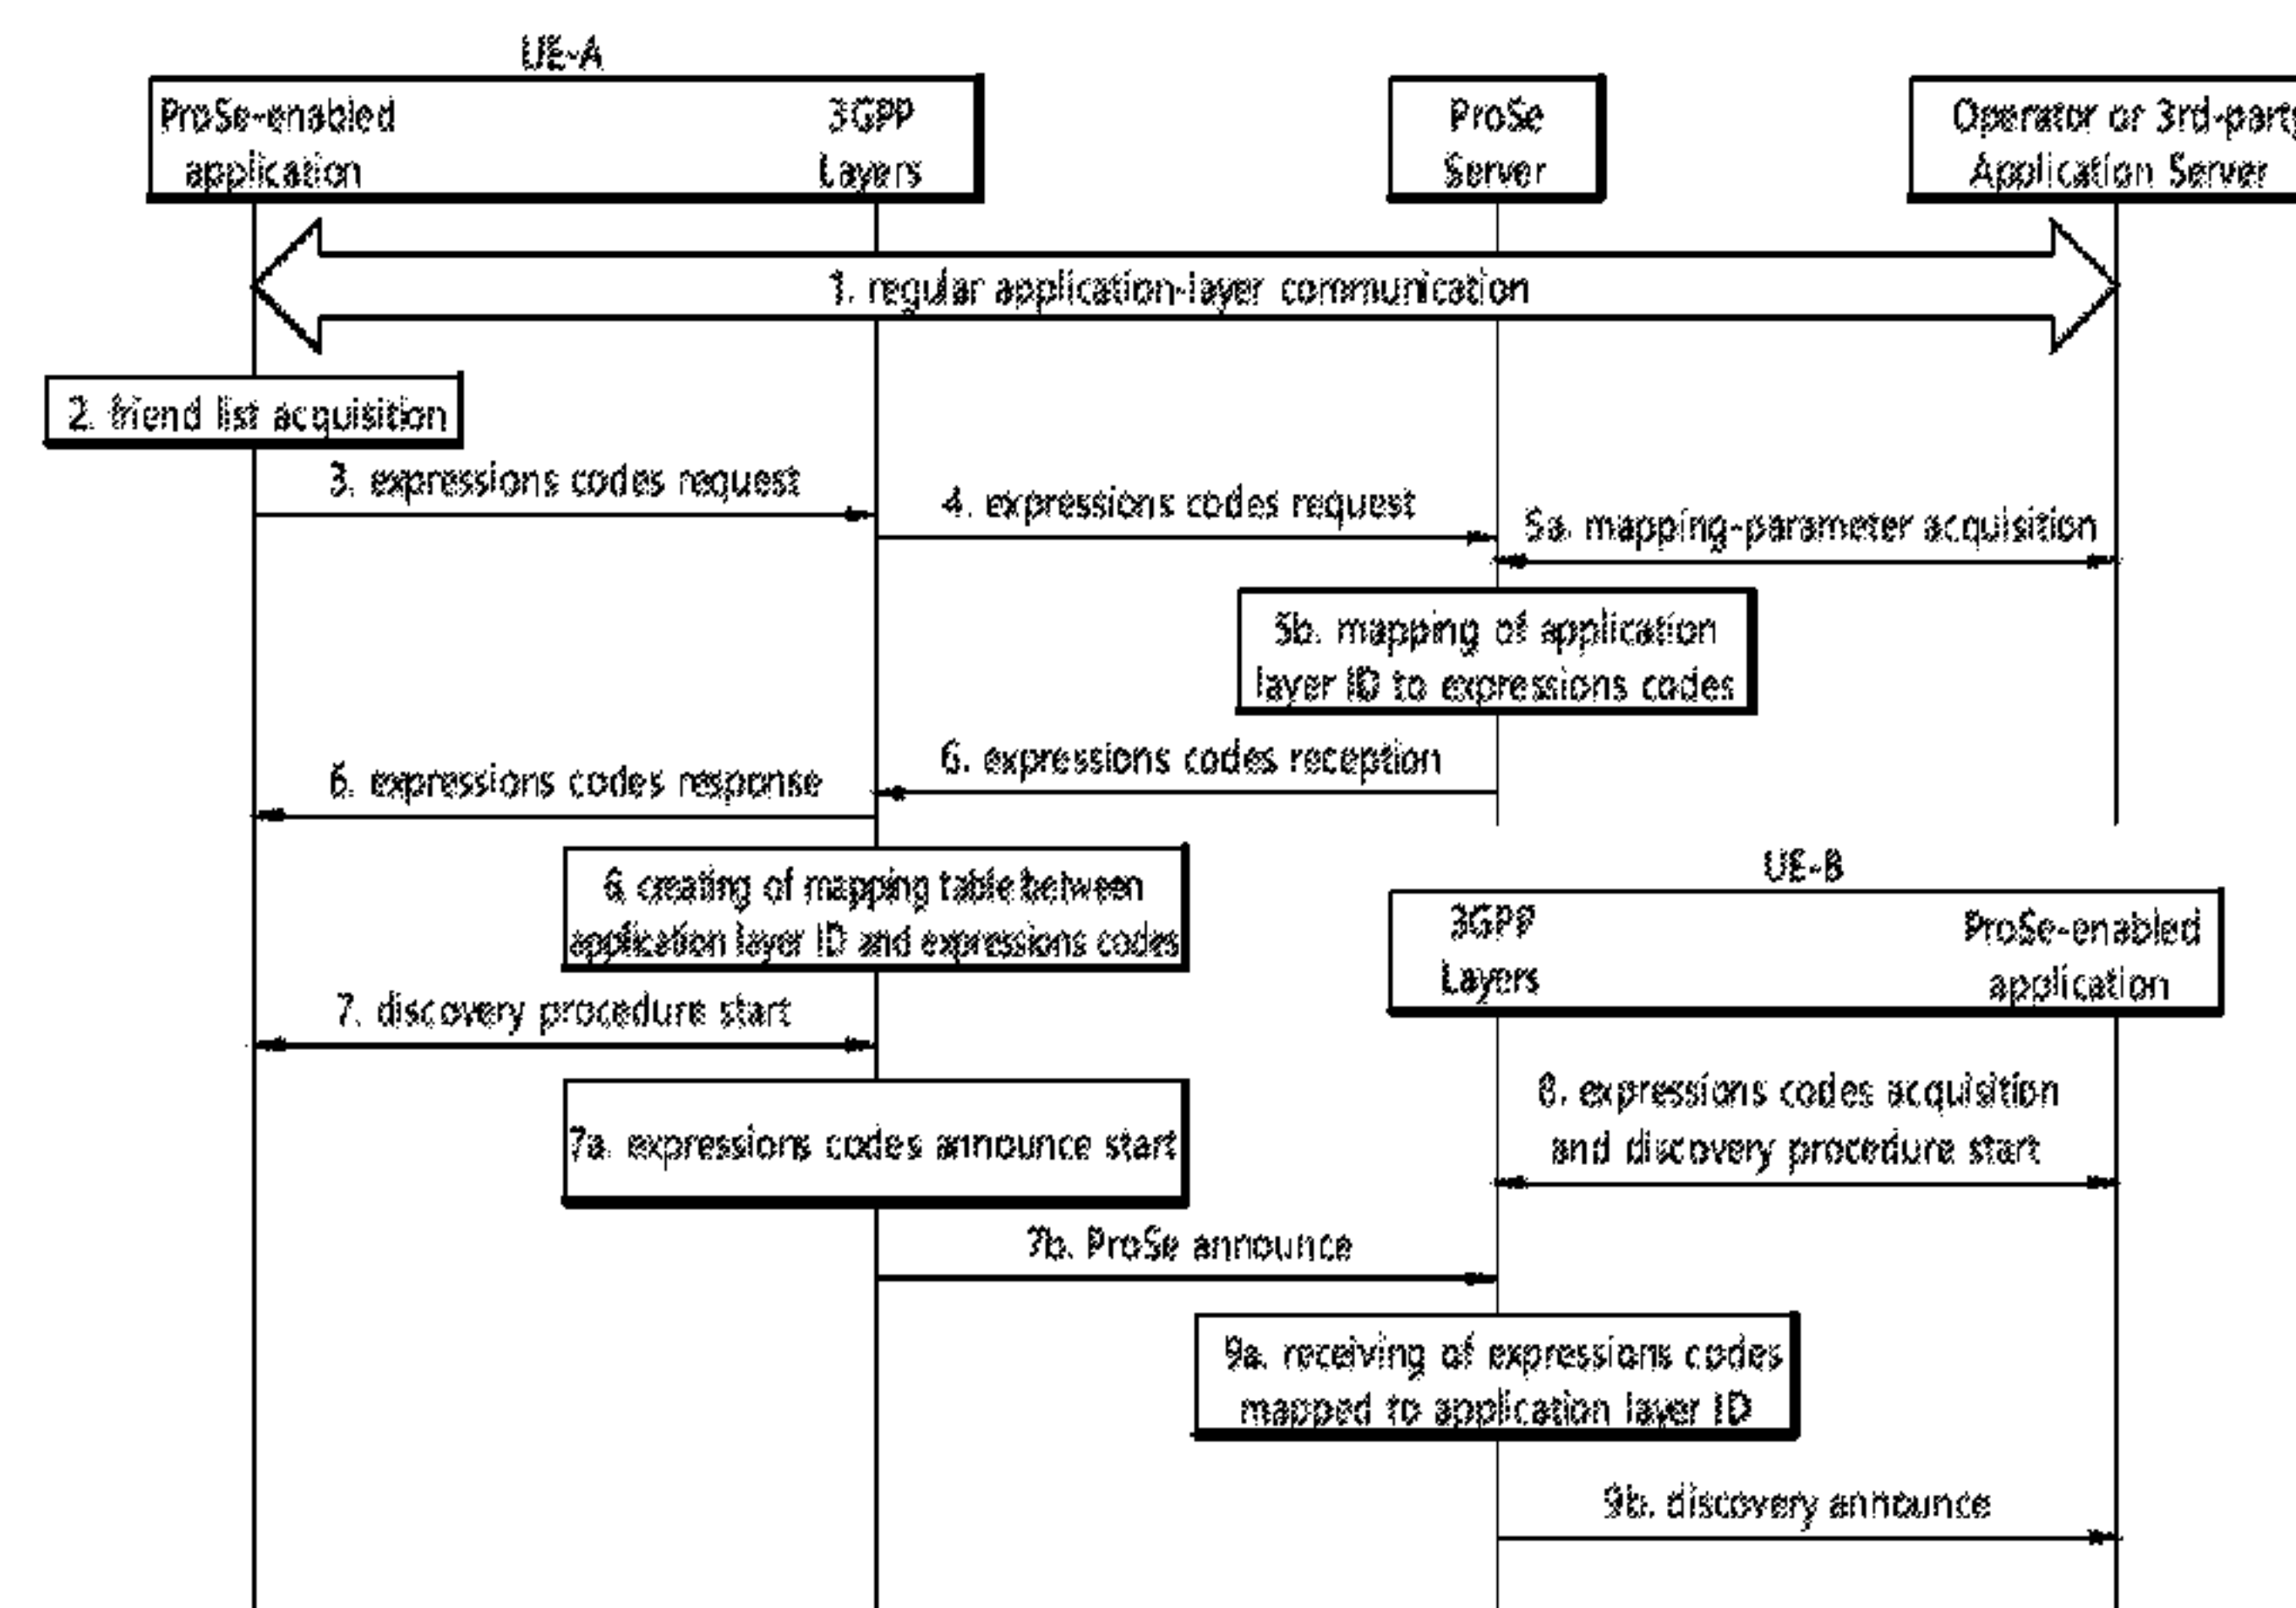 UE-A
ProSe-enabled
application
3GPP
Layers
ProSe
Server
Operator or 3rd-party
Application Server
1. regular application-layer communication
2. friend list acquisition
3. expressions codes request
4. expressions codes request
5a. mapping-parameter acquisition
5b. mapping of application
layer ID to expressions codes
6. expressions codes reception
6. expressions codes response
6. creating of mapping table between
application layer ID and expressions codes
UE-B
3GPP
Layers
ProSe-enabled
application
7. discovery procedure start
8. expressions codes acquisition
and discovery procedure start
7a. expressions codes announce start
7b. ProSe announce
9a. receiving of expressions codes
mapped to application layer ID
9b. discovery announce